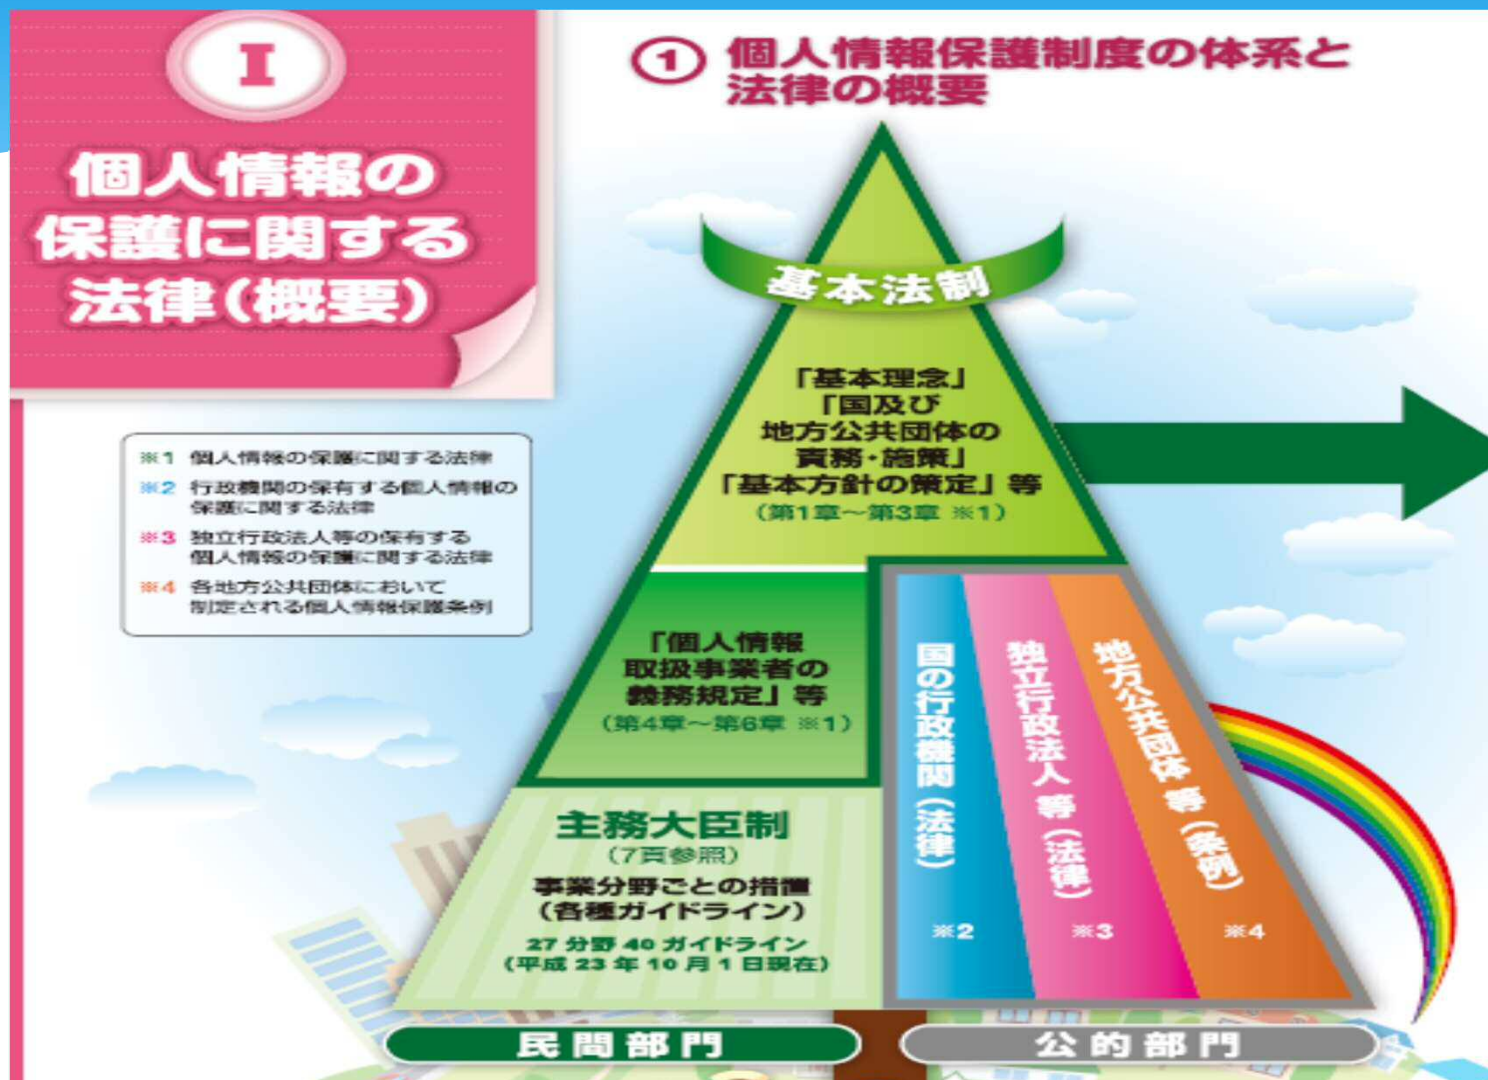 I
個人情報の
保護に関する
法律(概要)
① 個人情報保護制度の体系と
法律の概要
基本法制
「基本理念」
「国及び
地方公共団体の
責務・施策」
「基本方針の策定」等
(第1章〜第3章 ※1)
※1 個人情報の保護に関する法律
※2 行政機関の保有する個人情報の
保護に関する法律
※3 独立行政法人等の保有する
個人情報の保護に関する法律
※4 各地方公共団体において
制定される個人情報保護条例
「個人情報
取扱事業者の
義務規定」等
(第4章〜第6章 ※1)
主務大臣制
(7頁参照)
事業分野ごとの措置
(各種ガイドライン)
27 分野 40 ガイドライン
(平成 23 年 10 月 1 日現在)
国の行政機関(法律)
※2
独立行政法人 等(法律)
※3
地方公共団体 等(条例)
※4
民間部門
公的部門